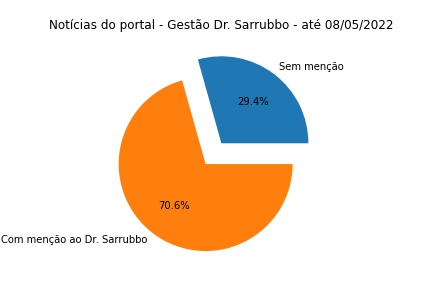 Notícias do portal - Gestão Dr. Sarrubbo - até 08/05/2022
Sem menção
29.4%
70.6%
Com menção ao Dr. Sarrubbo